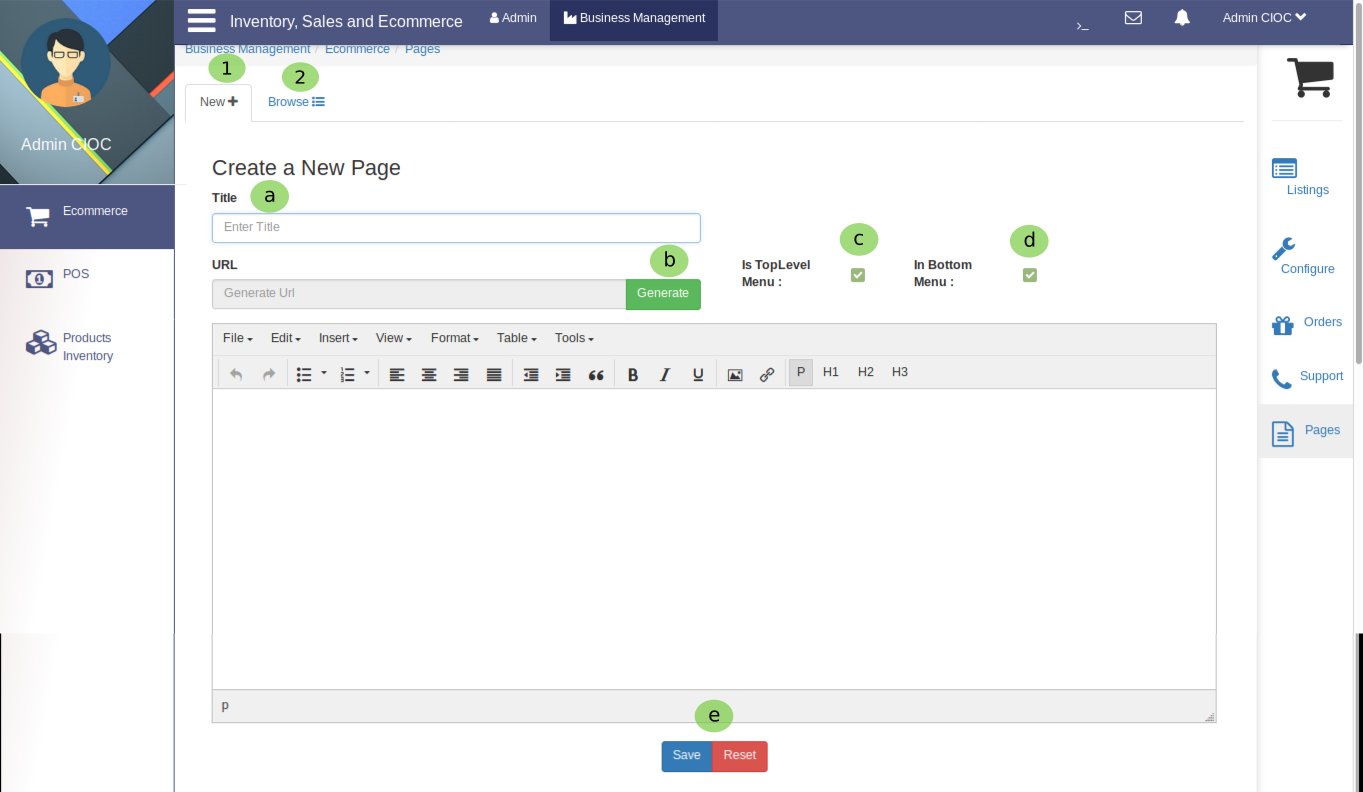 Inventory, Sales and Ecommerce
Admin
Business Management
>_
Admin CIOC
Business Management / Ecommerce / Pages
1
2
New
Browse
Admin CIOC
Ecommerce
POS
1
Products
Inventory
Create a New Page
Title
a
Enter Title
URL
b
Generate Url
Generate
Is TopLevel
Menu :
c
In Bottom
Menu :
d
File Edit Insert View Format Table Tools
B I U P H1 H2 H3
p
e
Save
Reset
Listings
Configure
Orders
Support
Pages